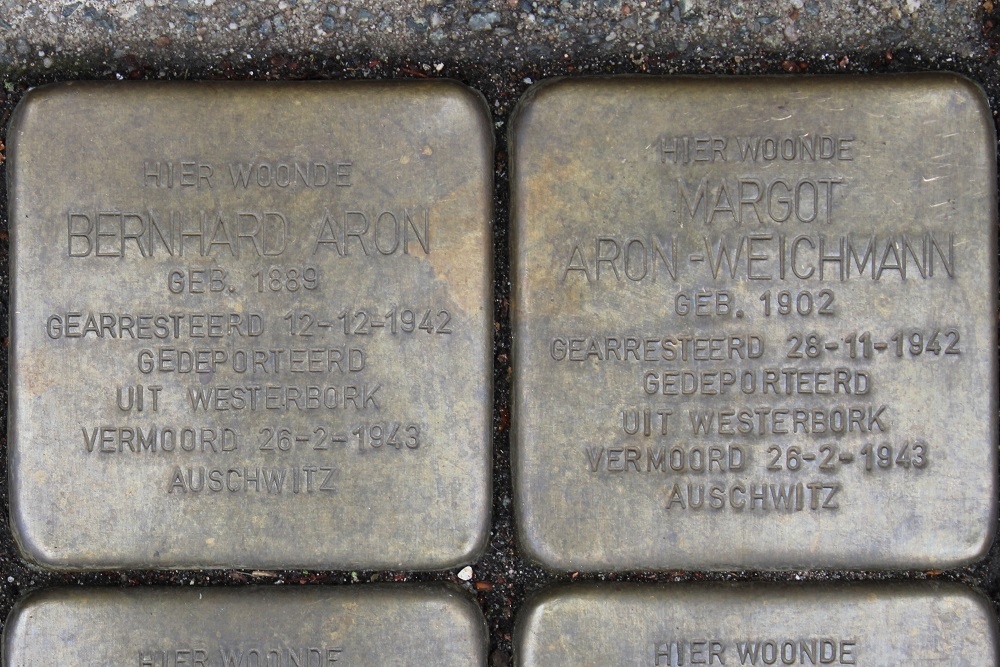 HIER WOONDE
BERNHARD ARON
GEB. 1889
GEARRESTEERD 12-12-1942
GEDEPORTEERD
UIT WESTERBORK
VERMOORD 26-2-1943
AUSCHWITZ
HIER WOONDE
MARGOT
ARON-WEICHMANN
GEB. 1902
GEARRESTEERD 28-11-1942
GEDEPORTEERD
UIT WESTERBORK
VERMOORD 26-2-1943
AUSCHWITZ
HIER WOONDE
HIER WOONDE